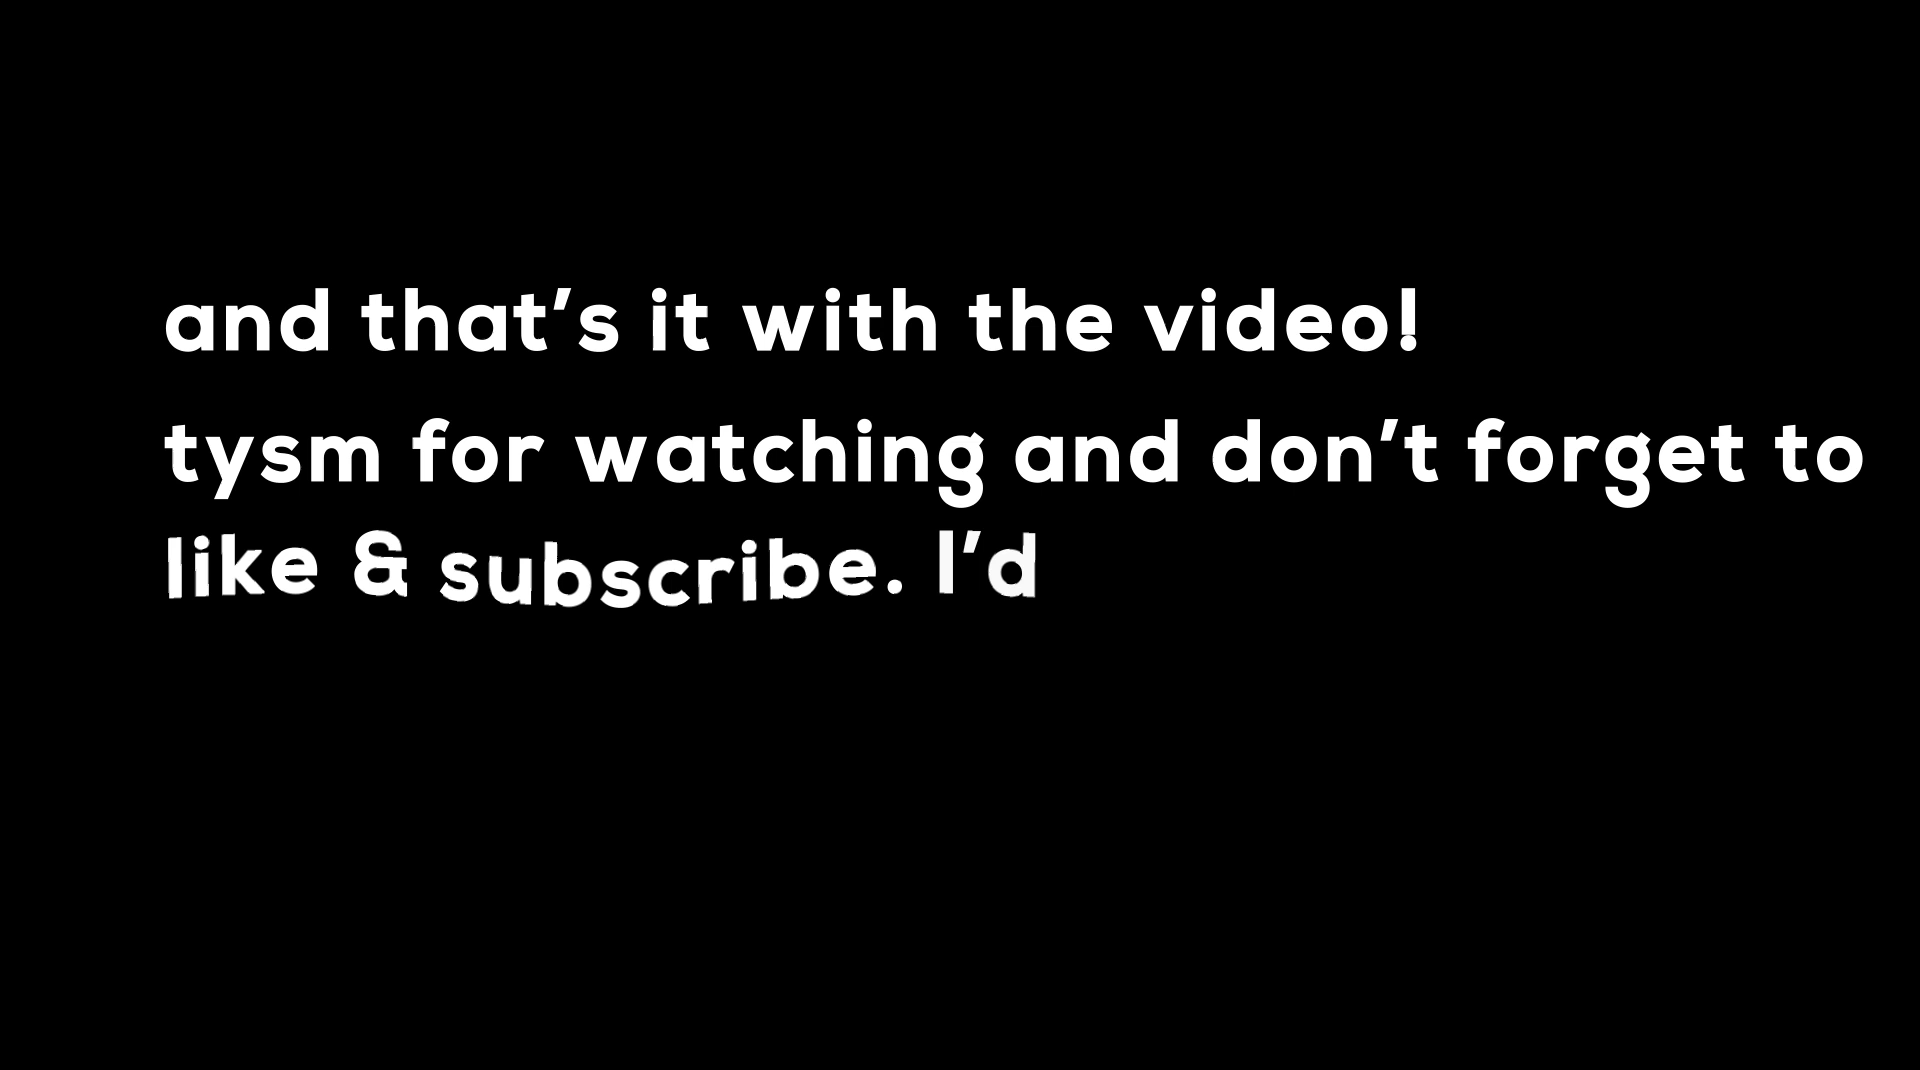 and that’s it with the video!
tysm for watching and don’t forget to
like & subscribe. I’d